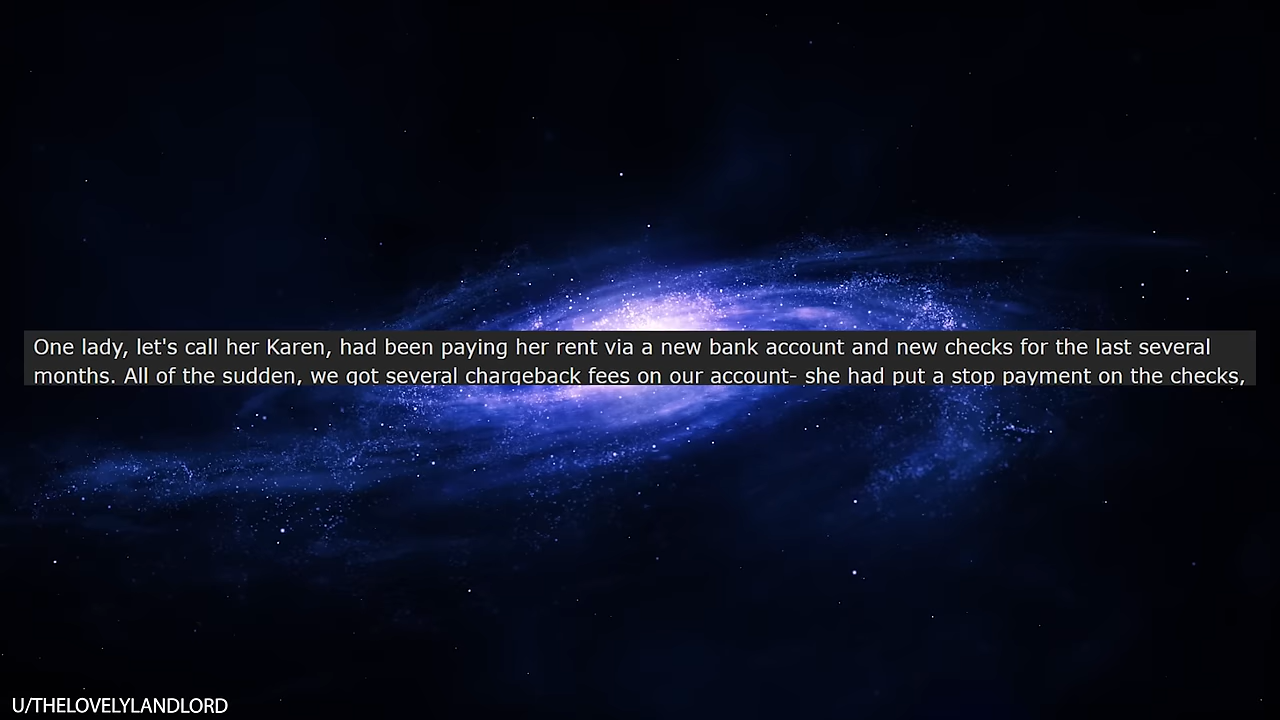 One lady, let's call her Karen, had been paying her rent via a new bank account and new checks for the last several
months. All of the sudden, we got several chargeback fees on our account- she had put a stop payment on the checks,
U/THELOVELYLANDLORD